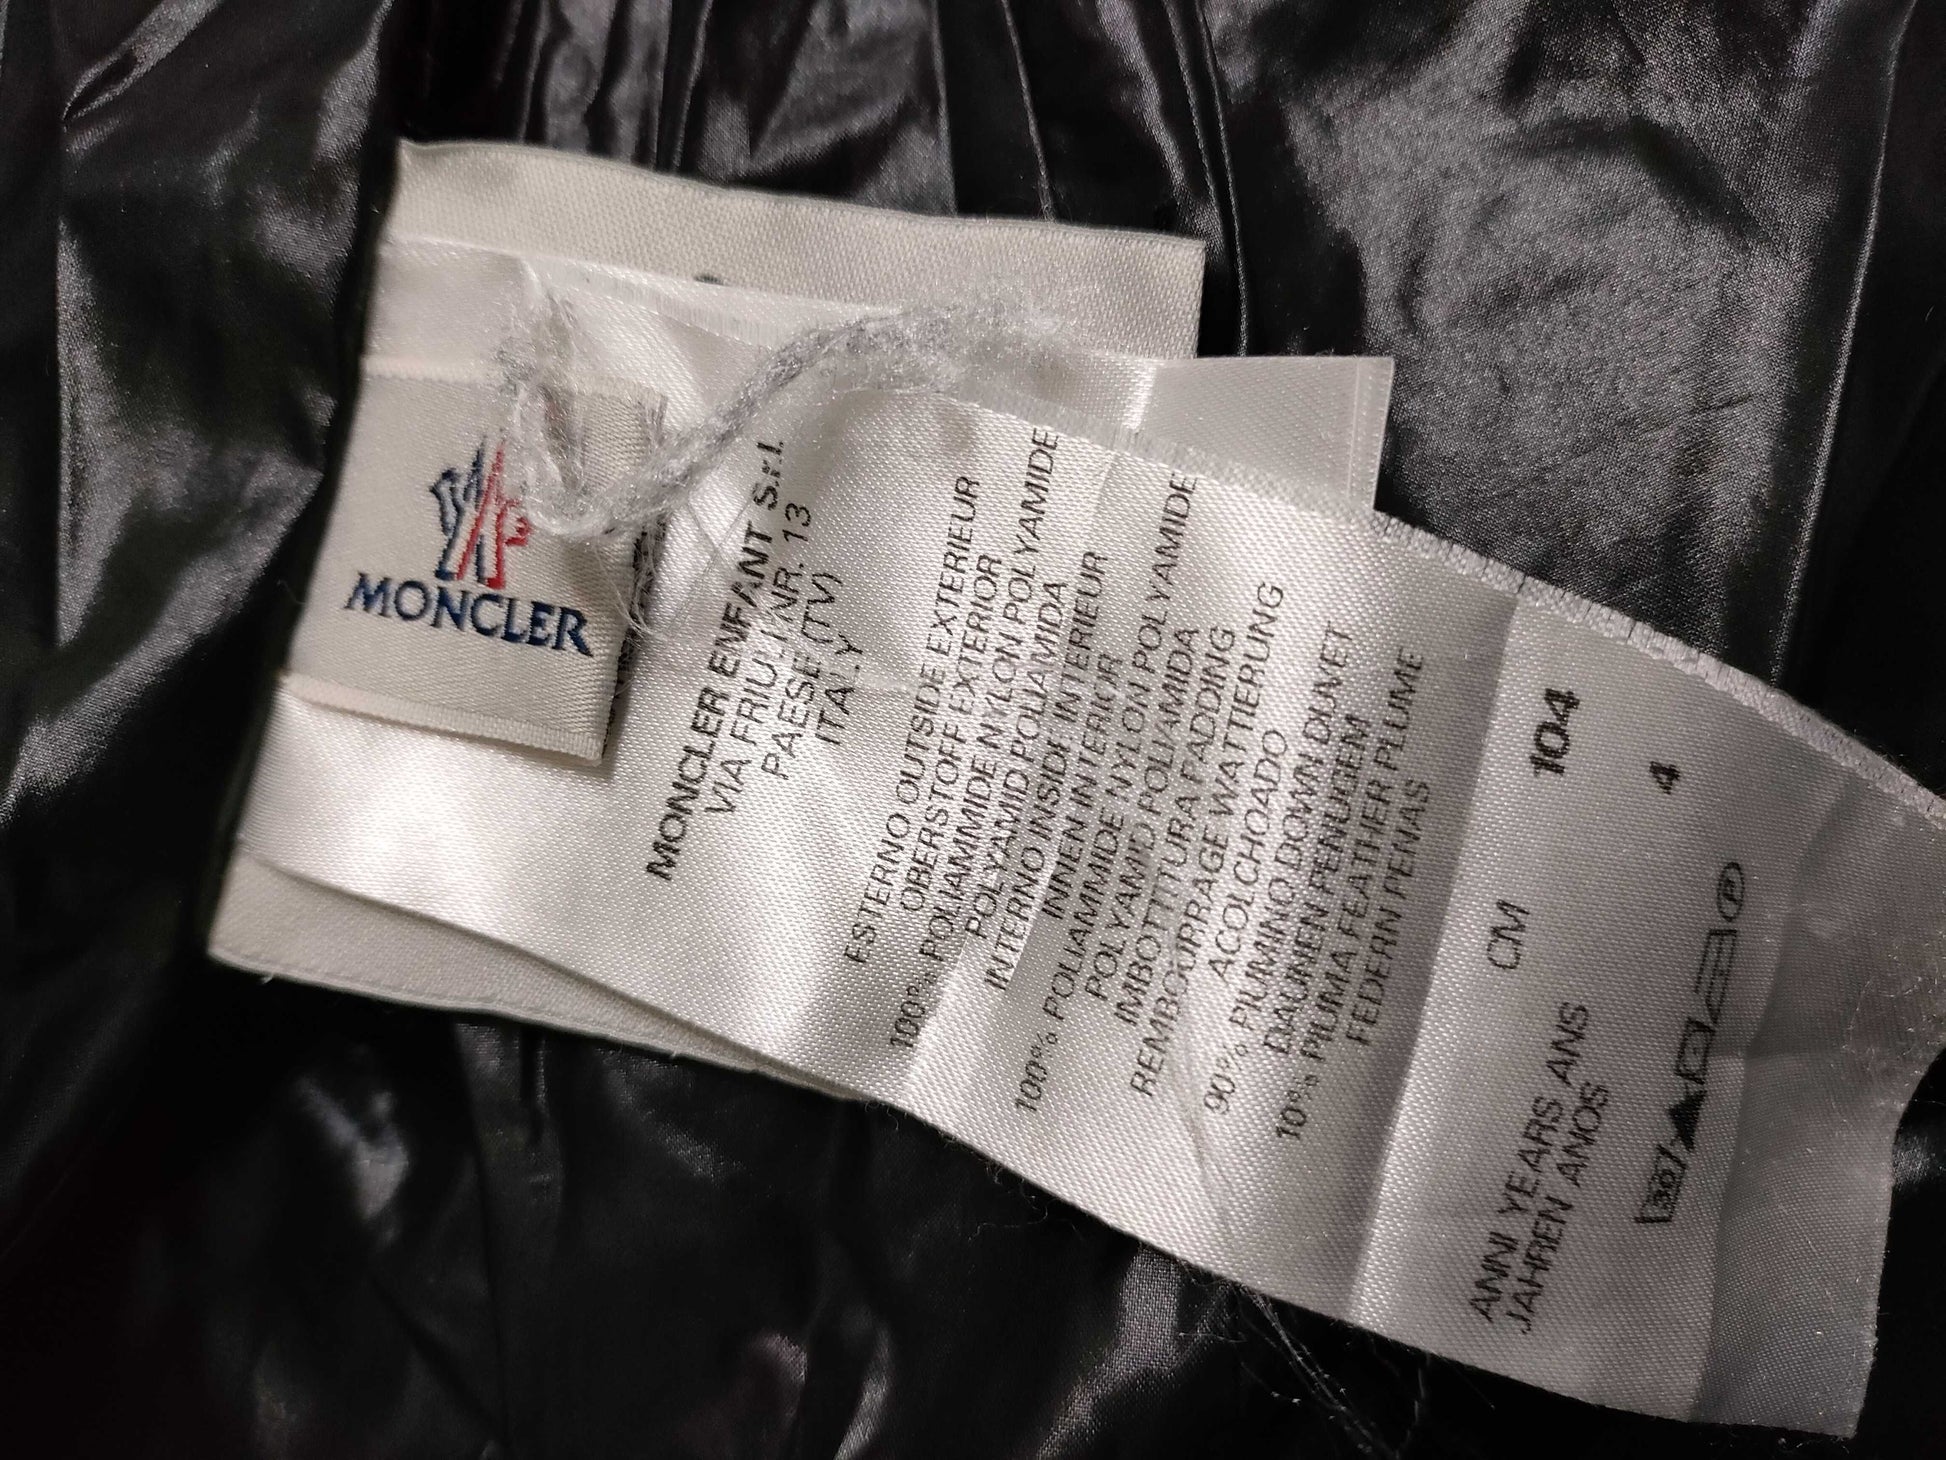 MONCLER
MONCLER ENFANT S.r.l.
VIA FRIULI NR. 13
PAESE (TV)
ITALY
ESTERNO OUTSIDE EXTERIEUR
OBERSTOFF EXTERIOR
100% POLIAMMIDE NYLON POLYAMIDE
POLYAMID POLIAMIDA
INTERNO INSIDE INTERIEUR
INNEN INTERIOR
100% POLIAMMIDE NYLON POLYAMIDE
POLYAMID POLIAMIDA
IMBOTTITURA PADDING
REMBOURRAGE WATTIERUNG
ACOLCHOADO
90% PIUMINO DOWN DUVET
DAUNEN PENUGEM
10% PIUMA FEATHER PLUME
FEDERN PENAS
CM 104
ANNI YEARS ANS
JAHREN ANOS 4
30
P